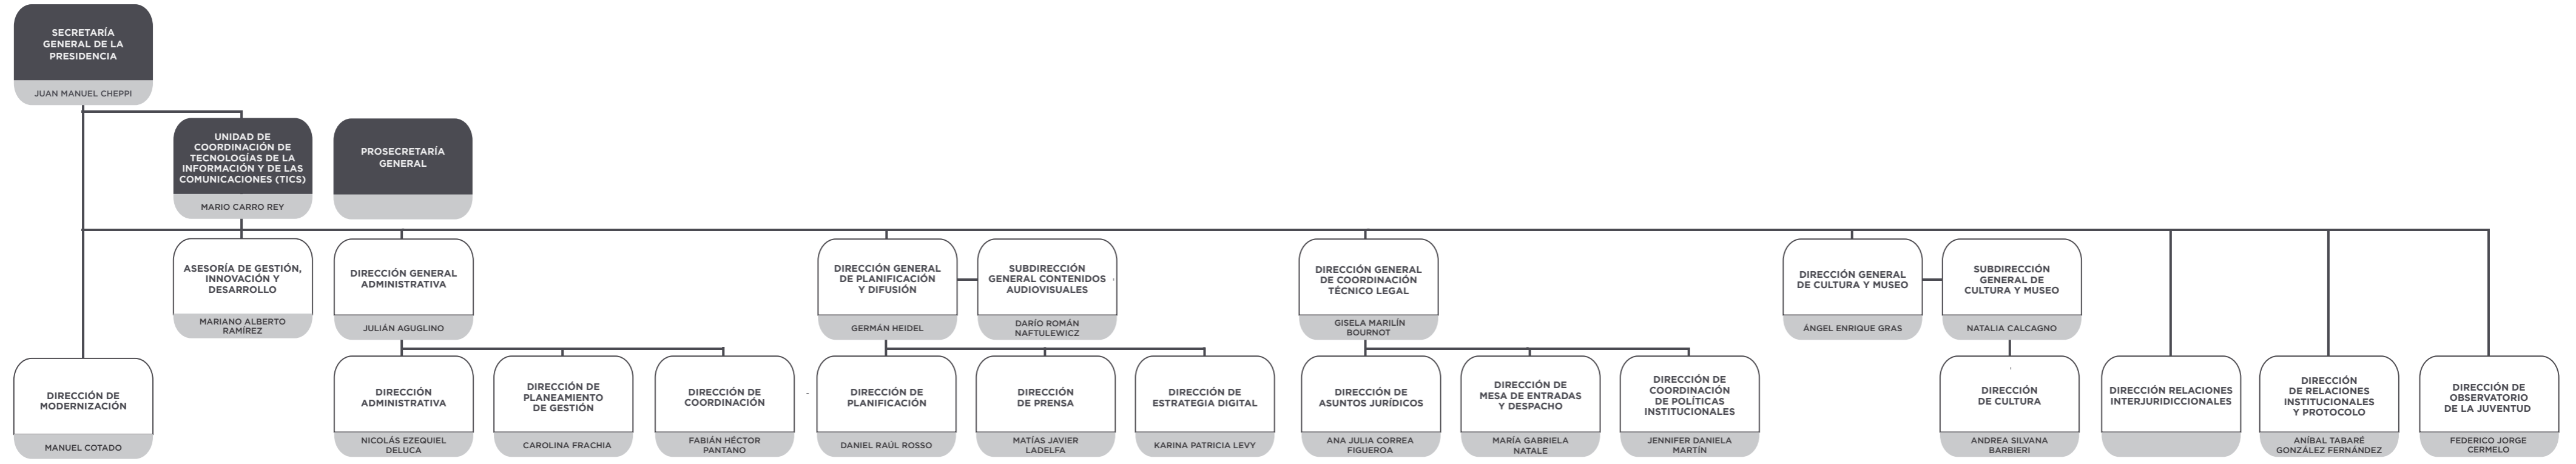 SECRETARÍA
GENERAL DE LA
PRESIDENCIA
JUAN MANUEL CHEPPI
UNIDAD DE
COORDINACIÓN DE
TECNOLOGÍAS DE LA
INFORMACIÓN Y DE LAS
COMUNICACIONES (TICS)
MARIO CARRO REY
PROSECRETARÍA
GENERAL
ASESORÍA DE GESTIÓN,
INNOVACIÓN Y
DESARROLLO
MARIANO ALBERTO
RAMÍREZ
DIRECCIÓN GENERAL
ADMINISTRATIVA
JULIÁN AGUGLINO
DIRECCIÓN GENERAL
DE PLANIFICACIÓN
Y DIFUSIÓN
GERMÁN HEIDEL
SUBDIRECCIÓN
GENERAL CONTENIDOS
AUDIOVISUALES
DARÍO ROMÁN
NAFTULEWICZ
DIRECCIÓN GENERAL
DE COORDINACIÓN
TÉCNICO LEGAL
GISELA MARILÍN
BOURNOT
DIRECCIÓN GENERAL
DE CULTURA Y MUSEO
ÁNGEL ENRIQUE GRAS
SUBDIRECCIÓN
GENERAL DE
CULTURA Y MUSEO
NATALIA CALCAGNO
DIRECCIÓN DE
MODERNIZACIÓN
MANUEL COTADO
DIRECCIÓN
ADMINISTRATIVA
NICOLÁS EZEQUIEL
DELUCA
DIRECCIÓN DE
PLANEAMIENTO
DE GESTIÓN
CAROLINA FRACHIA
DIRECCIÓN DE
COORDINACIÓN
FABIÁN HÉCTOR
PANTANO
DIRECCIÓN DE
PLANIFICACIÓN
DANIEL RAÚL ROSSO
DIRECCIÓN
DE PRENSA
MATÍAS JAVIER
LADELFA
DIRECCIÓN DE
ESTRATEGIA DIGITAL
KARINA PATRICIA LEVY
DIRECCIÓN DE
ASUNTOS JURÍDICOS
ANA JULIA CORREA
FIGUEROA
DIRECCIÓN DE
MESA DE ENTRADAS
Y DESPACHO
MARÍA GABRIELA
NATALE
DIRECCIÓN DE
COORDINACIÓN
DE POLÍTICAS
INSTITUCIONALES
JENNIFER DANIELA
MARTÍN
DIRECCIÓN
DE CULTURA
ANDREA SILVANA
BARBIERI
DIRECCIÓN RELACIONES
INTERJURIDICCIONALES
DIRECCIÓN
DE RELACIONES
INSTITUCIONALES
Y PROTOCOLO
ANÍBAL TABARÉ
GONZÁLEZ FERNÁNDEZ
DIRECCIÓN DE
OBSERVATORIO
DE LA JUVENTUD
FEDERICO JORGE
CERMELO